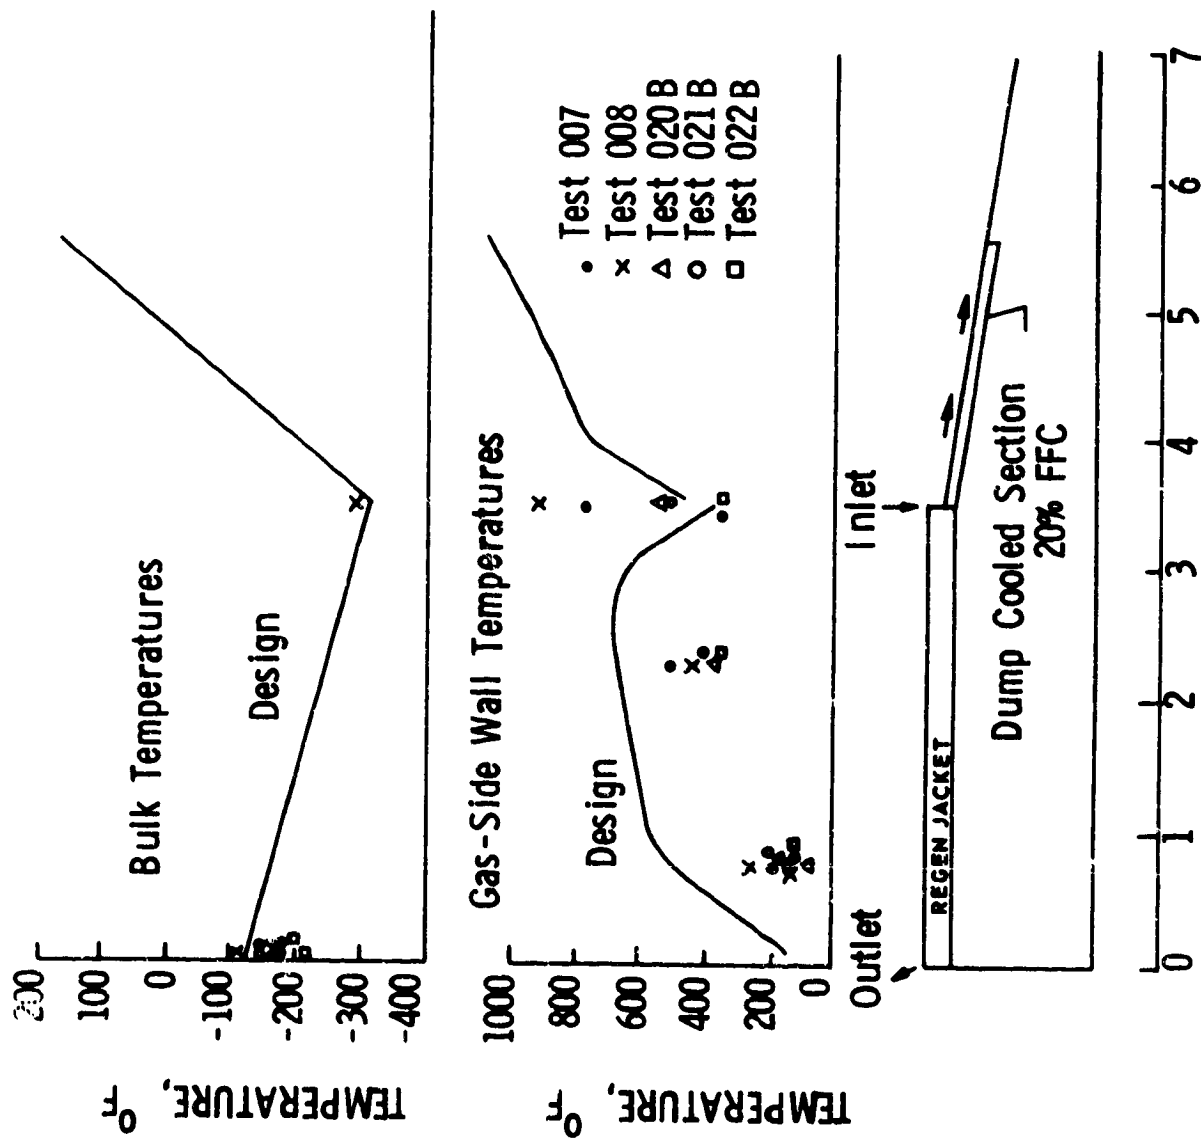 TEMPERATURE, °F
200
100
0
-100
-200
-300
-400
Bulk Temperatures
Design
TEMPERATURE, °F
1000
800
600
400
200
0
Gas-Side Wall Temperatures
Design
• Test 007
x Test 008
△ Test 020 B
○ Test 021 B
□ Test 022 B
Outlet
Inlet
REGEN JACKET
Dump Cooled Section
20% FFC
0 1 2 3 4 5 6 7